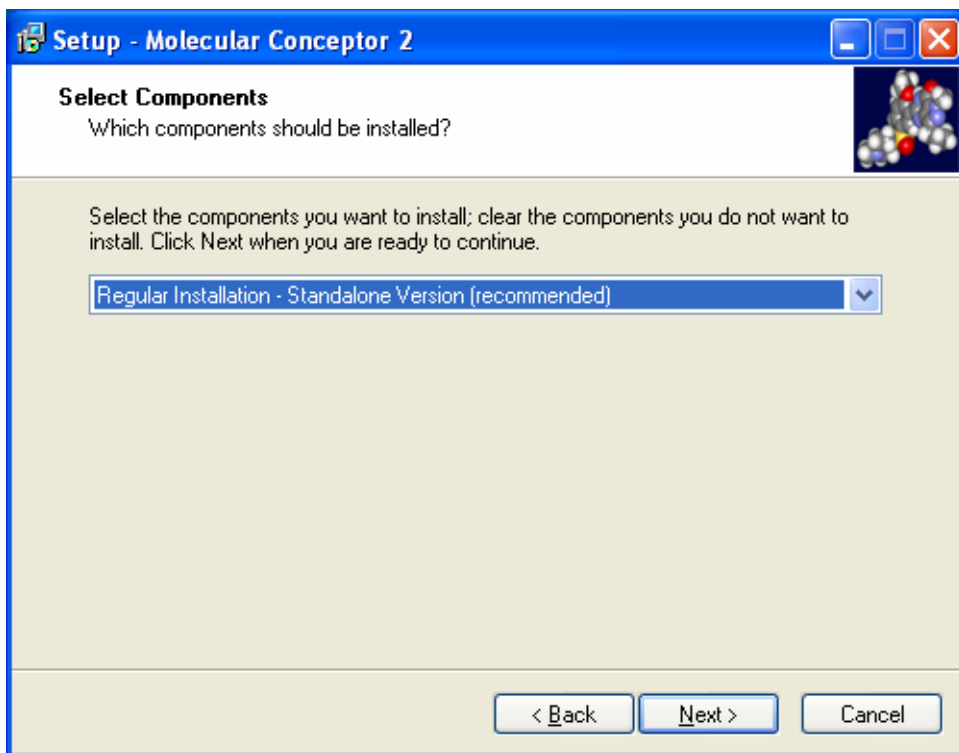 Setup - Molecular Conceptor 2
Select Components
Which components should be installed?
Select the components you want to install; clear the components you do not want to
install. Click Next when you are ready to continue.
Regular Installation - Standalone Version (recommended)
< Back Next > Cancel